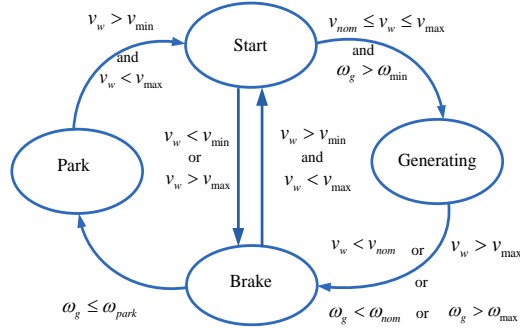 v_w > v_min
and
v_w < v_max
Start
v_nom ≤ v_w ≤ v_max
and
ω_g > ω_min
Park
v_w < v_min
or
v_w > v_max
v_w > v_min
and
v_w < v_max
Generating
Brake
v_w < v_nom or v_w > v_max
or
ω_g < ω_nom or ω_g > ω_max
ω_g ≤ ω_park